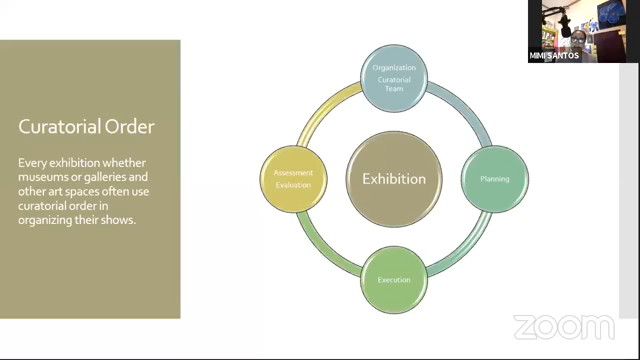 MIMI SANTOS
Curatorial Order
Every exhibition whether
museums or galleries and
other art spaces often use
curatorial order in
organizing their shows.
Organization
Curatorial
Team
Assessment
Evaluation
Exhibition
Planning
Execution
zoom